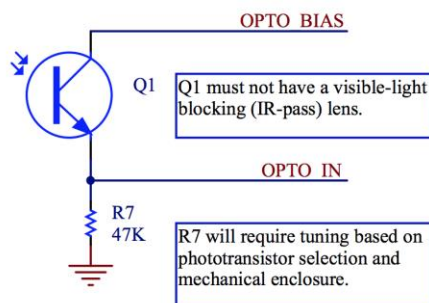 OPTO BIAS
Q1
Q1 must not have a visible-light
blocking (IR-pass) lens.
OPTO IN
R7
47K
R7 will require tuning based on
phototransistor selection and
mechanical enclosure.